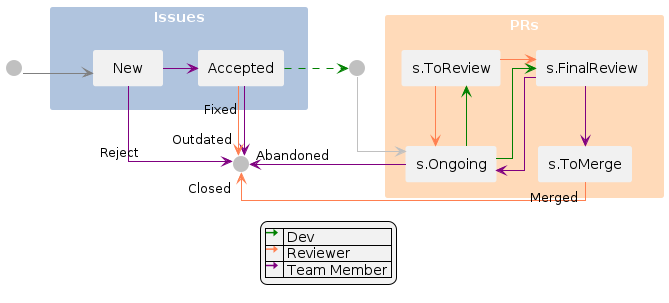 Issues
PRs
New
Accepted
s.ToReview
s.FinalReview
Fixed
Outdated
Reject
Abandoned
s.Ongoing
s.ToMerge
Closed
Merged
Dev
Reviewer
Team Member